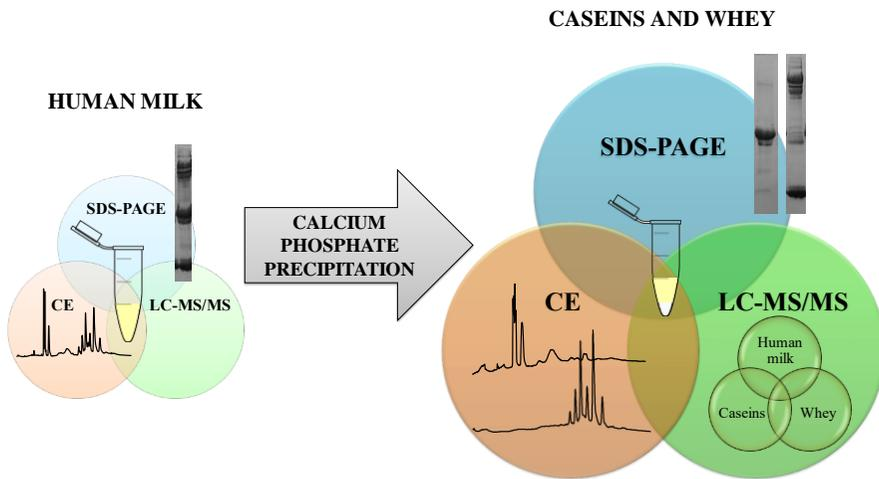 CASEINS AND WHEY
HUMAN MILK
SDS-PAGE
CE
LC-MS/MS
CALCIUM
PHOSPHATE
PRECIPITATION
SDS-PAGE
CE
LC-MS/MS
Human
milk
Caseins
Whey